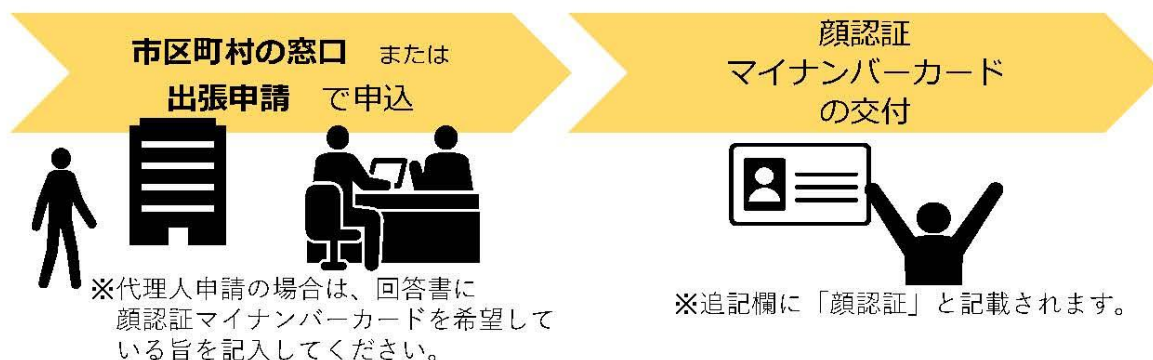 市区町村の窓口 または
出張申請 で申込
顔認証
マイナンバーカード
の交付
※代理人申請の場合は、回答書に
顔認証マイナンバーカードを希望して
いる旨を記入してください。
※追記欄に「顔認証」と記載されます。